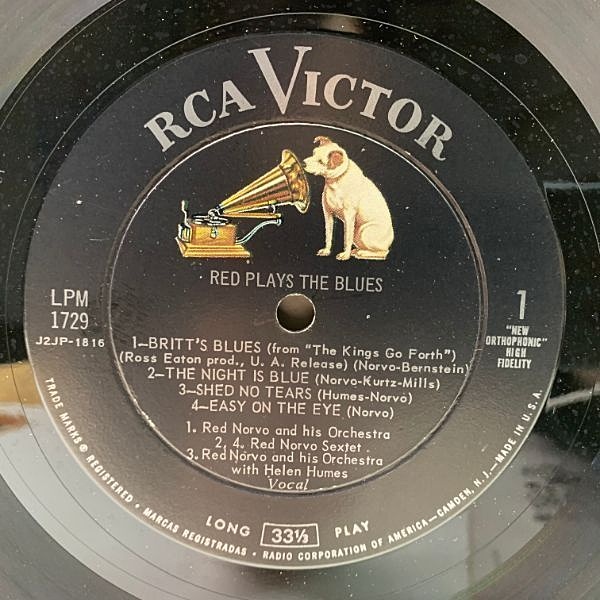 RCA VICTOR
RED PLAYS THE BLUES
LPM
1729
J2JP-1816
1
"NEW
ORTHOPHONIC"
HIGH
FIDELITY
1—BRITT'S BLUES (from "The Kings Go Forth")
(Ross Eaton prod., U. A. Release) (Norvo-Bernstein)
2—THE NIGHT IS BLUE (Norvo-Kurtz-Mills)
3—SHED NO TEARS (Humes-Norvo)
4—EASY ON THE EYE (Norvo)
1. Red Norvo and his Orchestra
2, 4. Red Norvo Sextet
3. Red Norvo and his Orchestra
with Helen Humes
Vocal
LONG 33⅓ PLAY
TRADE MARKS ® REGISTERED • MARCAS REGISTRADAS • RADIO CORPORATION OF AMERICA—CAMDEN, N. J.—MADE IN U. S. A.